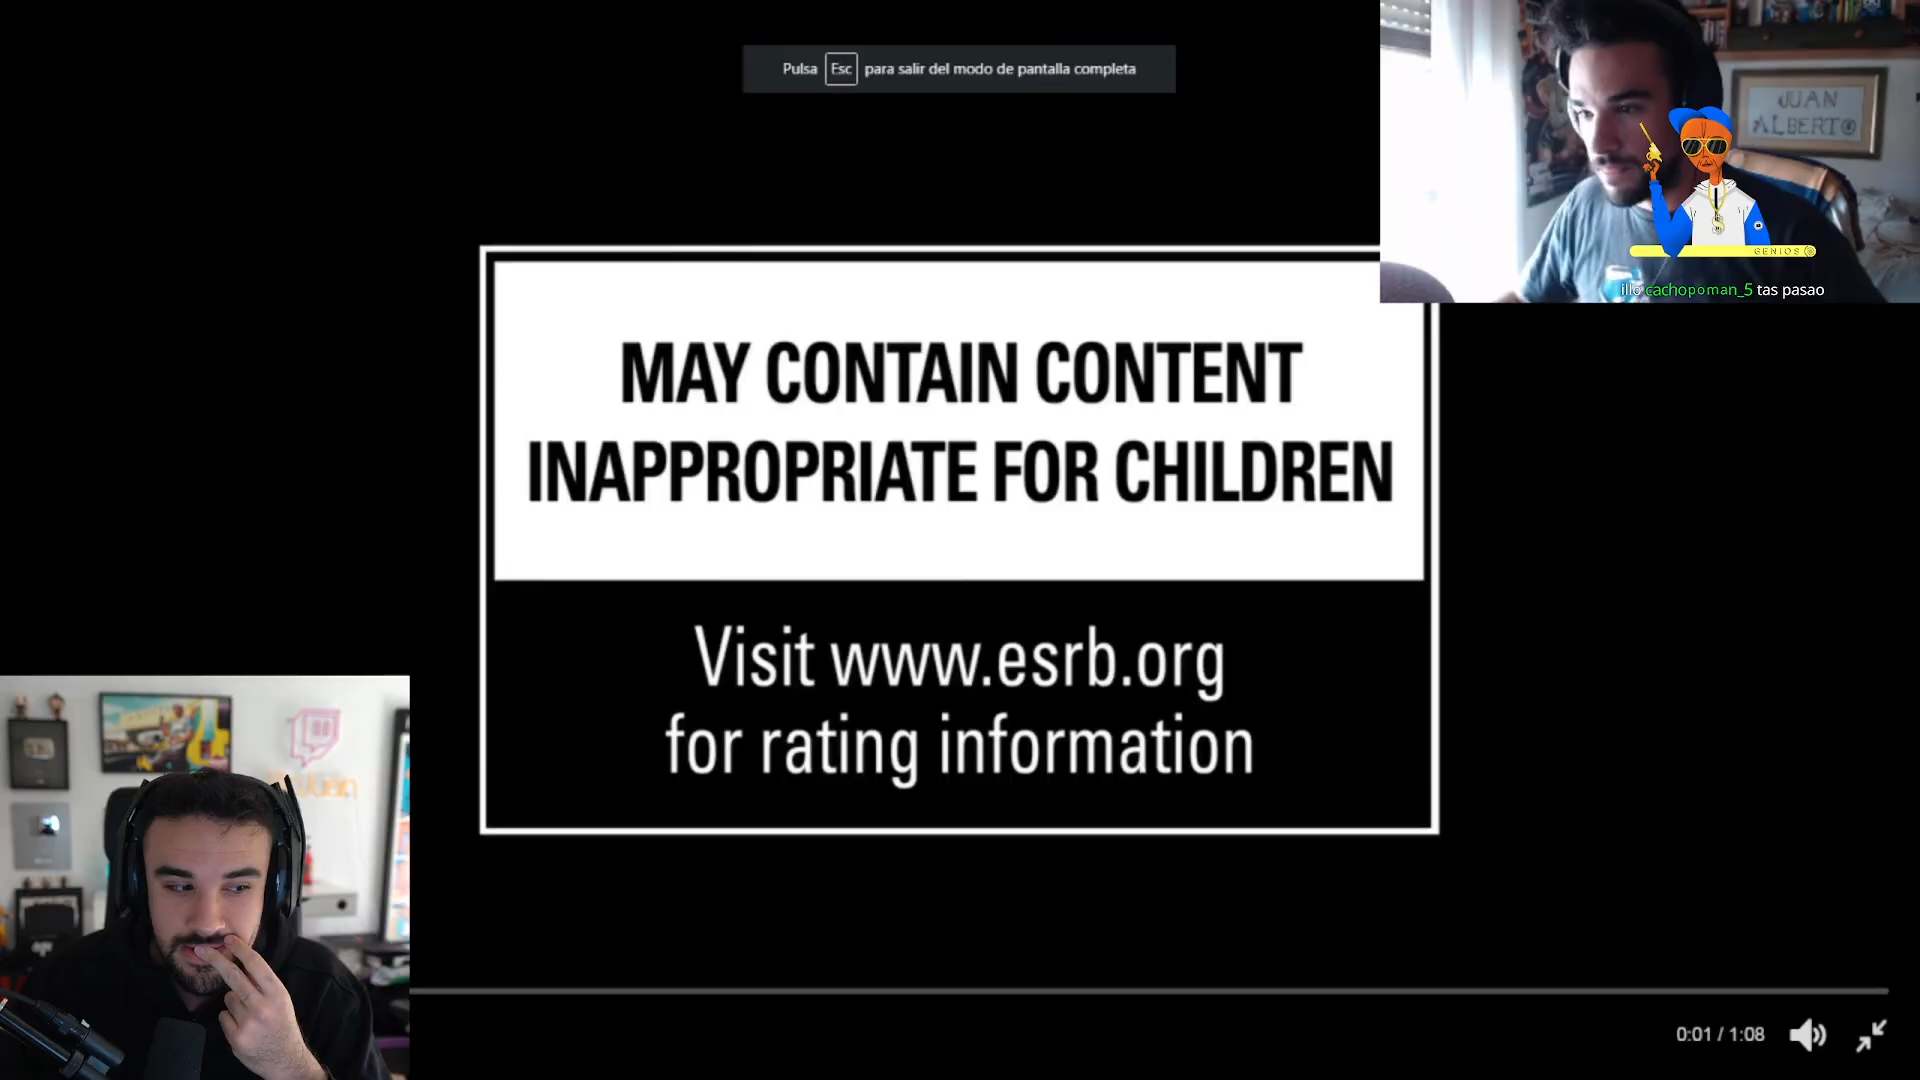 Pulsa Esc para salir del modo de pantalla completa
JUAN
ALBERTO
GENIOS
illo cachopoman_5 tas pasao
MAY CONTAIN CONTENT
INAPPROPRIATE FOR CHILDREN
Visit www.esrb.org
for rating information
0:01 / 1:08